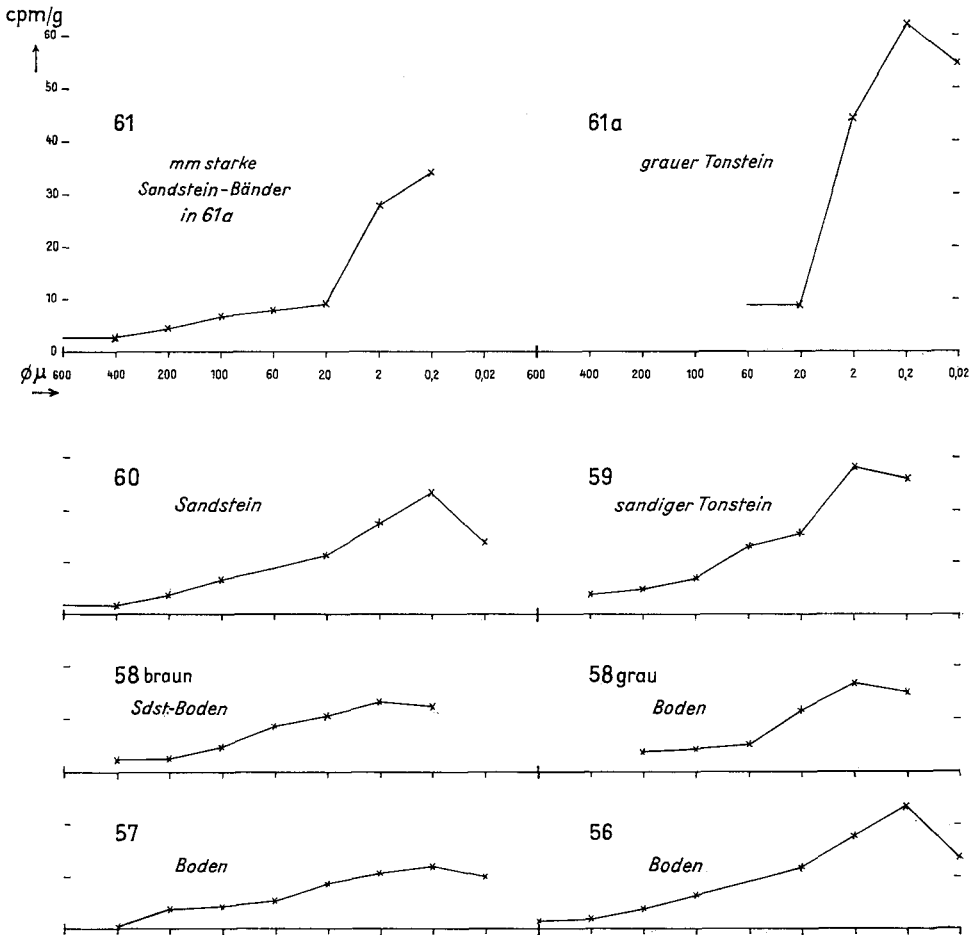 cpm/g
60
50
40
30
20
10
0
61
mm starke
Sandstein-Bänder
in 61a
61a
grauer Tonstein
øµ
600 400 200 100 60 20 2 0,2 0,02 600 400 200 100 60 20 2 0,2 0,02
60
Sandstein
59
sandiger Tonstein
58 braun
Sdst-Boden
58 grau
Boden
57
Boden
56
Boden